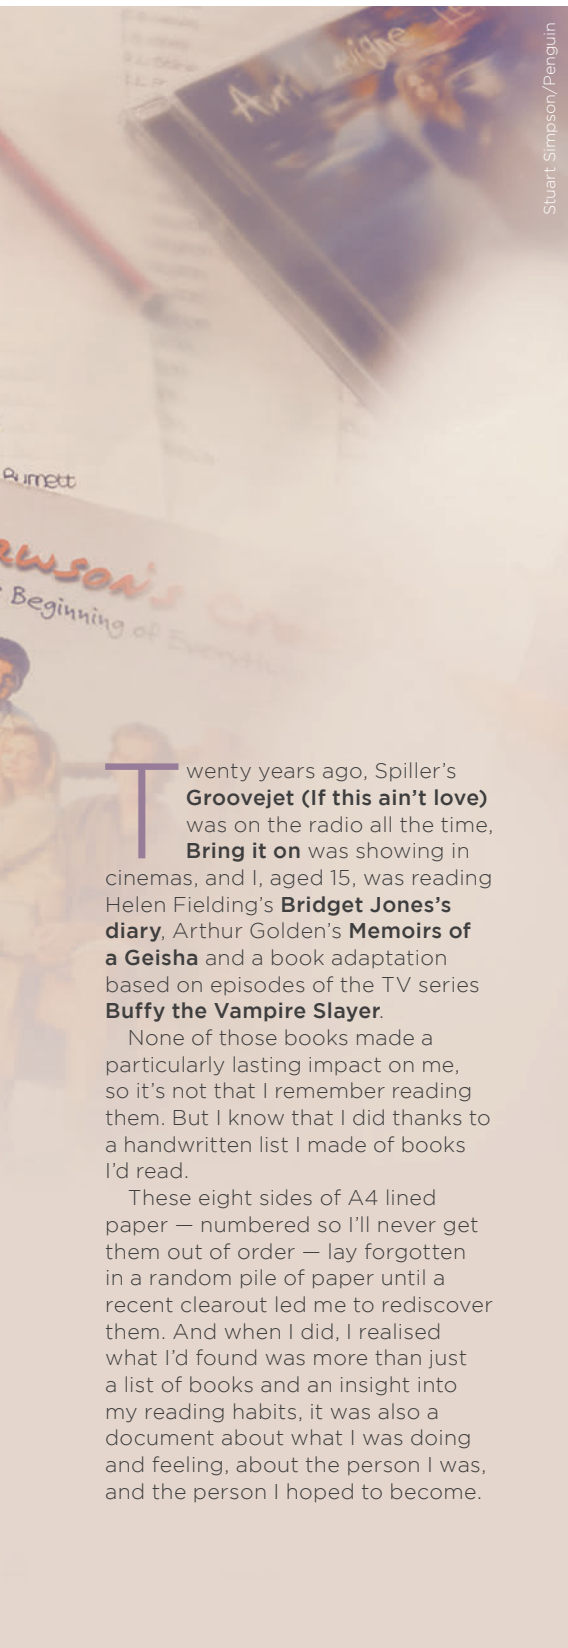 Stuart Simpson/Penguin
Burnett
Beginning of Everything
Twenty years ago, Spiller’s
Groovejet (If this ain’t love)
was on the radio all the time,
Bring it on was showing in
cinemas, and I, aged 15, was reading
Helen Fielding’s Bridget Jones’s
diary, Arthur Golden’s Memoirs of
a Geisha and a book adaptation
based on episodes of the TV series
Buffy the Vampire Slayer.
None of those books made a
particularly lasting impact on me,
so it’s not that I remember reading
them. But I know that I did thanks to
a handwritten list I made of books
I’d read.
These eight sides of A4 lined
paper — numbered so I’ll never get
them out of order — lay forgotten
in a random pile of paper until a
recent clearout led me to rediscover
them. And when I did, I realised
what I’d found was more than just
a list of books and an insight into
my reading habits, it was also a
document about what I was doing
and feeling, about the person I was,
and the person I hoped to become.